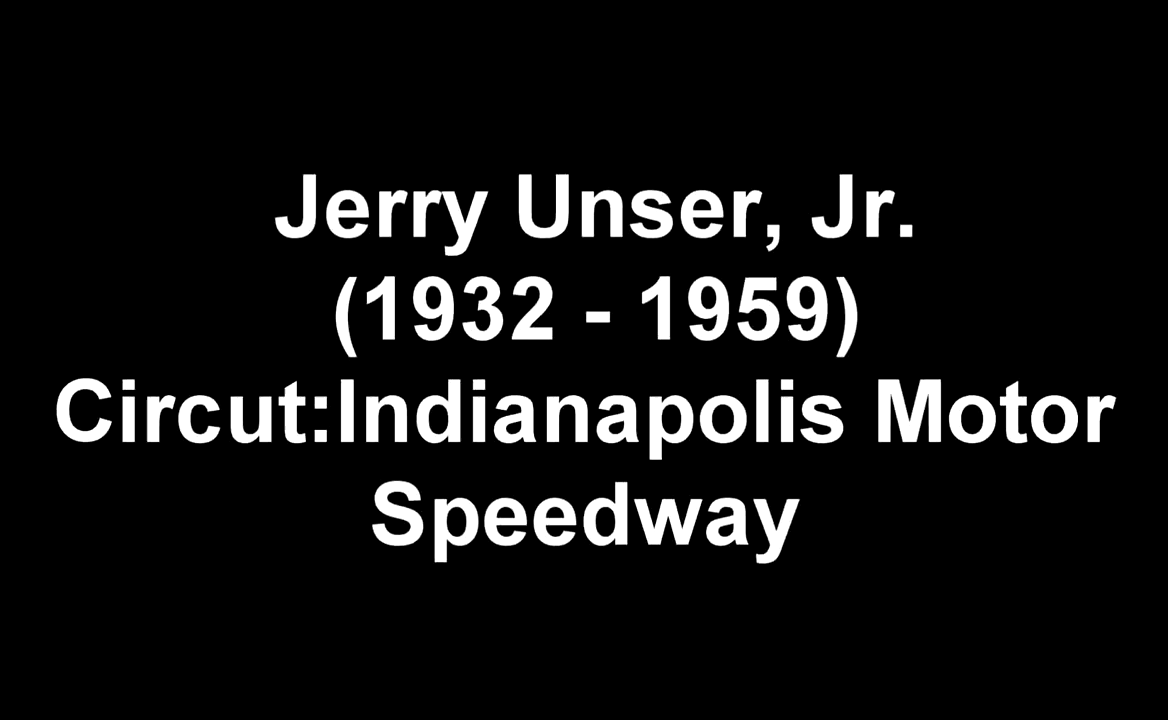 Jerry Unser, Jr.
(1932 - 1959)
Circut:Indianapolis Motor
Speedway